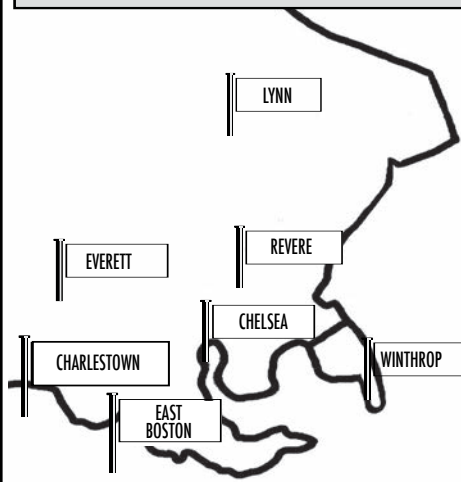 LYNN
REVERE
EVERETT
CHELSEA
CHARLESTOWN
WINTHROP
EAST
BOSTON